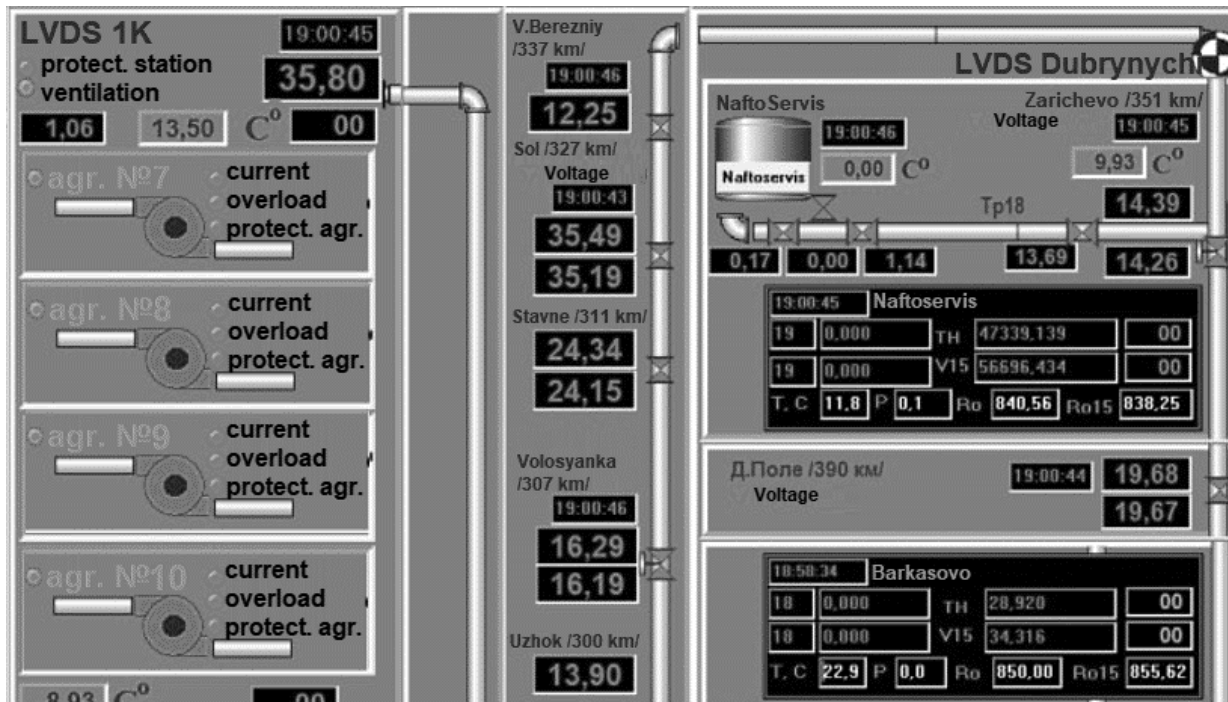 LVDS 1K
19:00:45
protect. station
35,80
ventilation
1,06 13,50 C° 00
agr. №7
current
overload
protect. agr.
agr. №8
current
overload
protect. agr.
agr. №9
current
overload
protect. agr.
agr. №10
current
overload
protect. agr.
8,93 C° 00
V.Berezniy
/337 km/
19:00:46
12,25
Sol /327 km/
Voltage
19:00:43
35,49
35,19
Stavne /311 km/
24,34
24,15
Volosyanka
/307 km/
19:00:46
16,29
16,19
Uzhok /300 km/
13,90
LVDS Dubrynych
NaftoServis
19:00:46
0,00 C°
Naftoservis
Zarichevo /351 km/
Voltage
19:00:45
9,93 C°
Тр18
14,39
0,17 0,00 1,14 13,69 14,26
19:00:45 Naftoservis
19 0,000 TH 47339,139 00
19 0,000 V15 56696,434 00
T, C 11,8 P 0,1 Ro 840,56 Ro15 838,25
Д.Поле /390 км/
Voltage
19:00:44
19,68
19,67
18:58:34 Barkasovo
18 0,000 TH 28,920 00
18 0,000 V15 34,316 00
T, C 22,9 P 0,0 Ro 850,00 Ro15 855,62